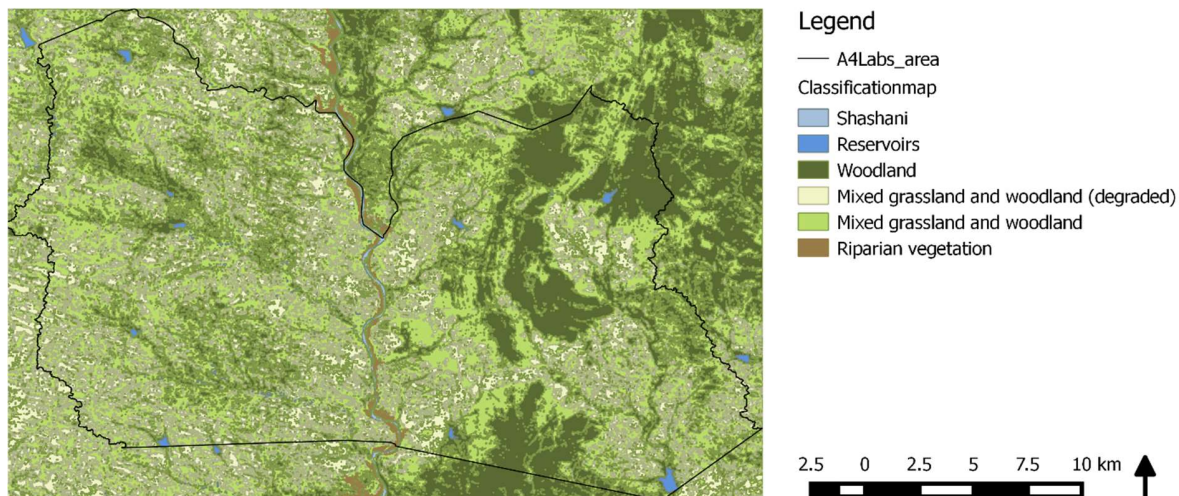 Legend
A4Labs_area
Classificationmap
Shashani
Reservoirs
Woodland
Mixed grassland and woodland (degraded)
Mixed grassland and woodland
Riparian vegetation
2.5 0 2.5 5 7.5 10 km